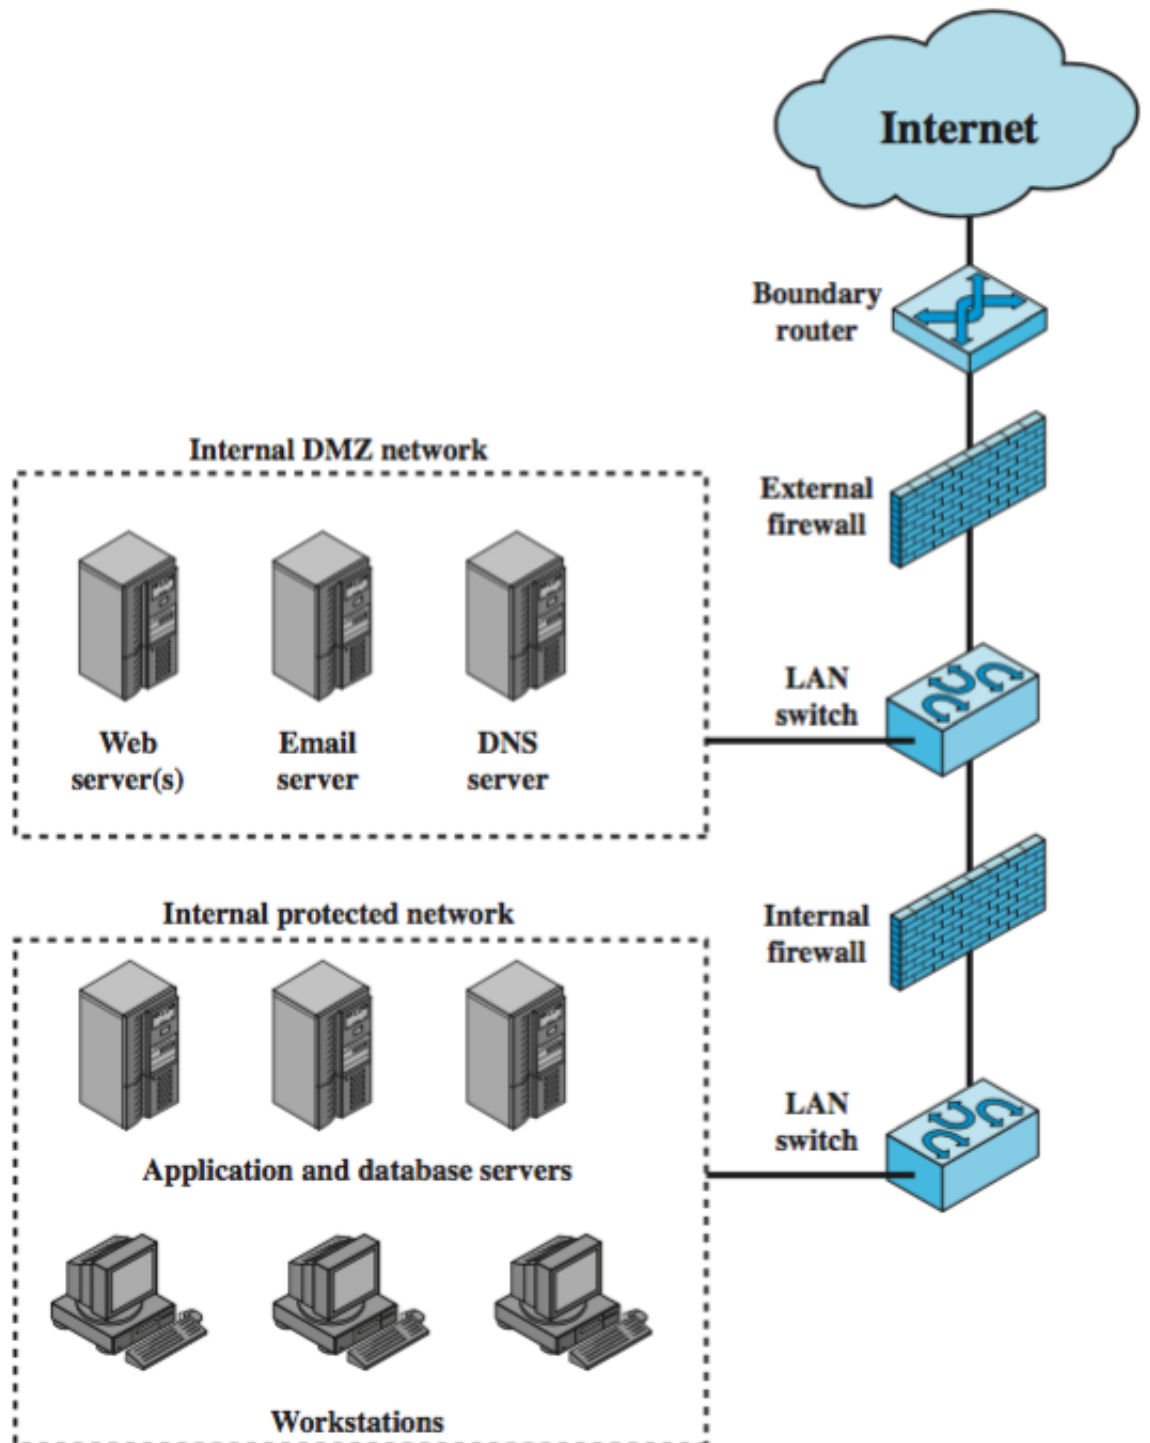 Internet
Boundary
router
Internal DMZ network
External
firewall
LAN
switch
Web
server(s)
Email
server
DNS
server
Internal protected network
Internal
firewall
LAN
switch
Application and database servers
Workstations